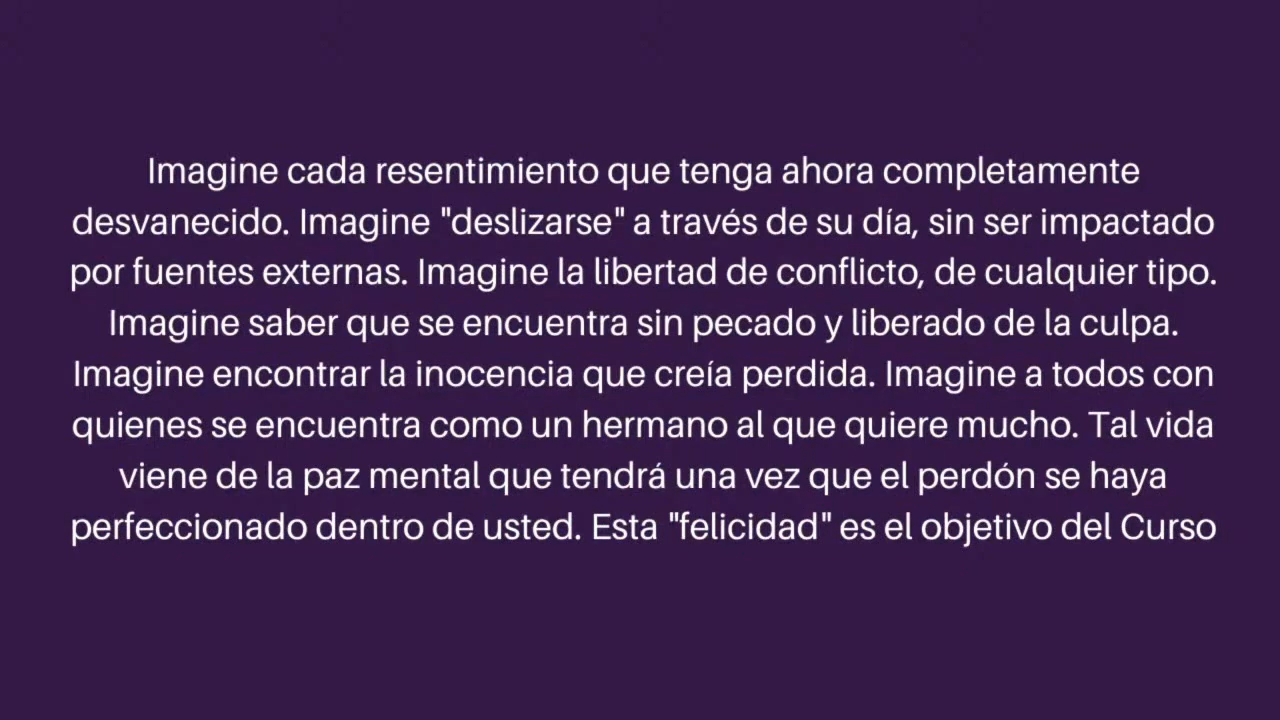 Imagine cada resentimiento que tenga ahora completamente
desvanecido. Imagine "deslizarse" a través de su día, sin ser impactado
por fuentes externas. Imagine la libertad de conflicto, de cualquier tipo.
Imagine saber que se encuentra sin pecado y liberado de la culpa.
Imagine encontrar la inocencia que creía perdida. Imagine a todos con
quienes se encuentra como un hermano al que quiere mucho. Tal vida
viene de la paz mental que tendrá una vez que el perdón se haya
perfeccionado dentro de usted. Esta "felicidad" es el objetivo del Curso